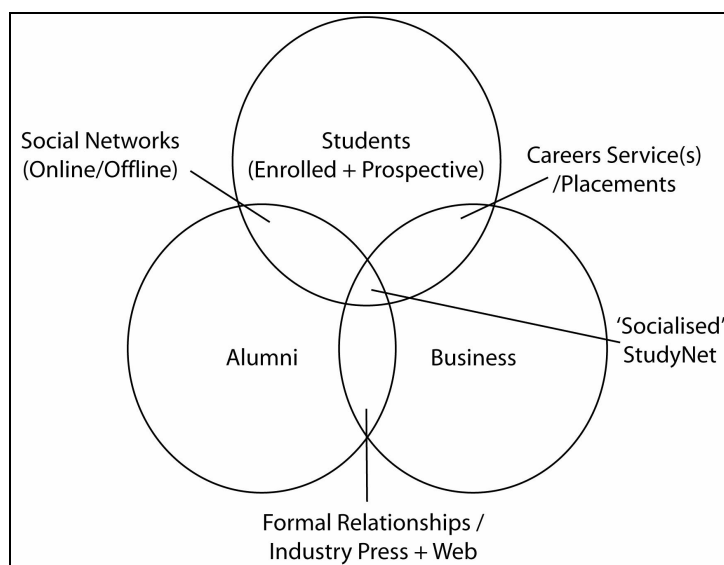 Social Networks
(Online/Offline)
Students
(Enrolled + Prospective)
Careers Service(s)
/Placements
'Socialised'
StudyNet
Alumni
Business
Formal Relationships /
Industry Press + Web